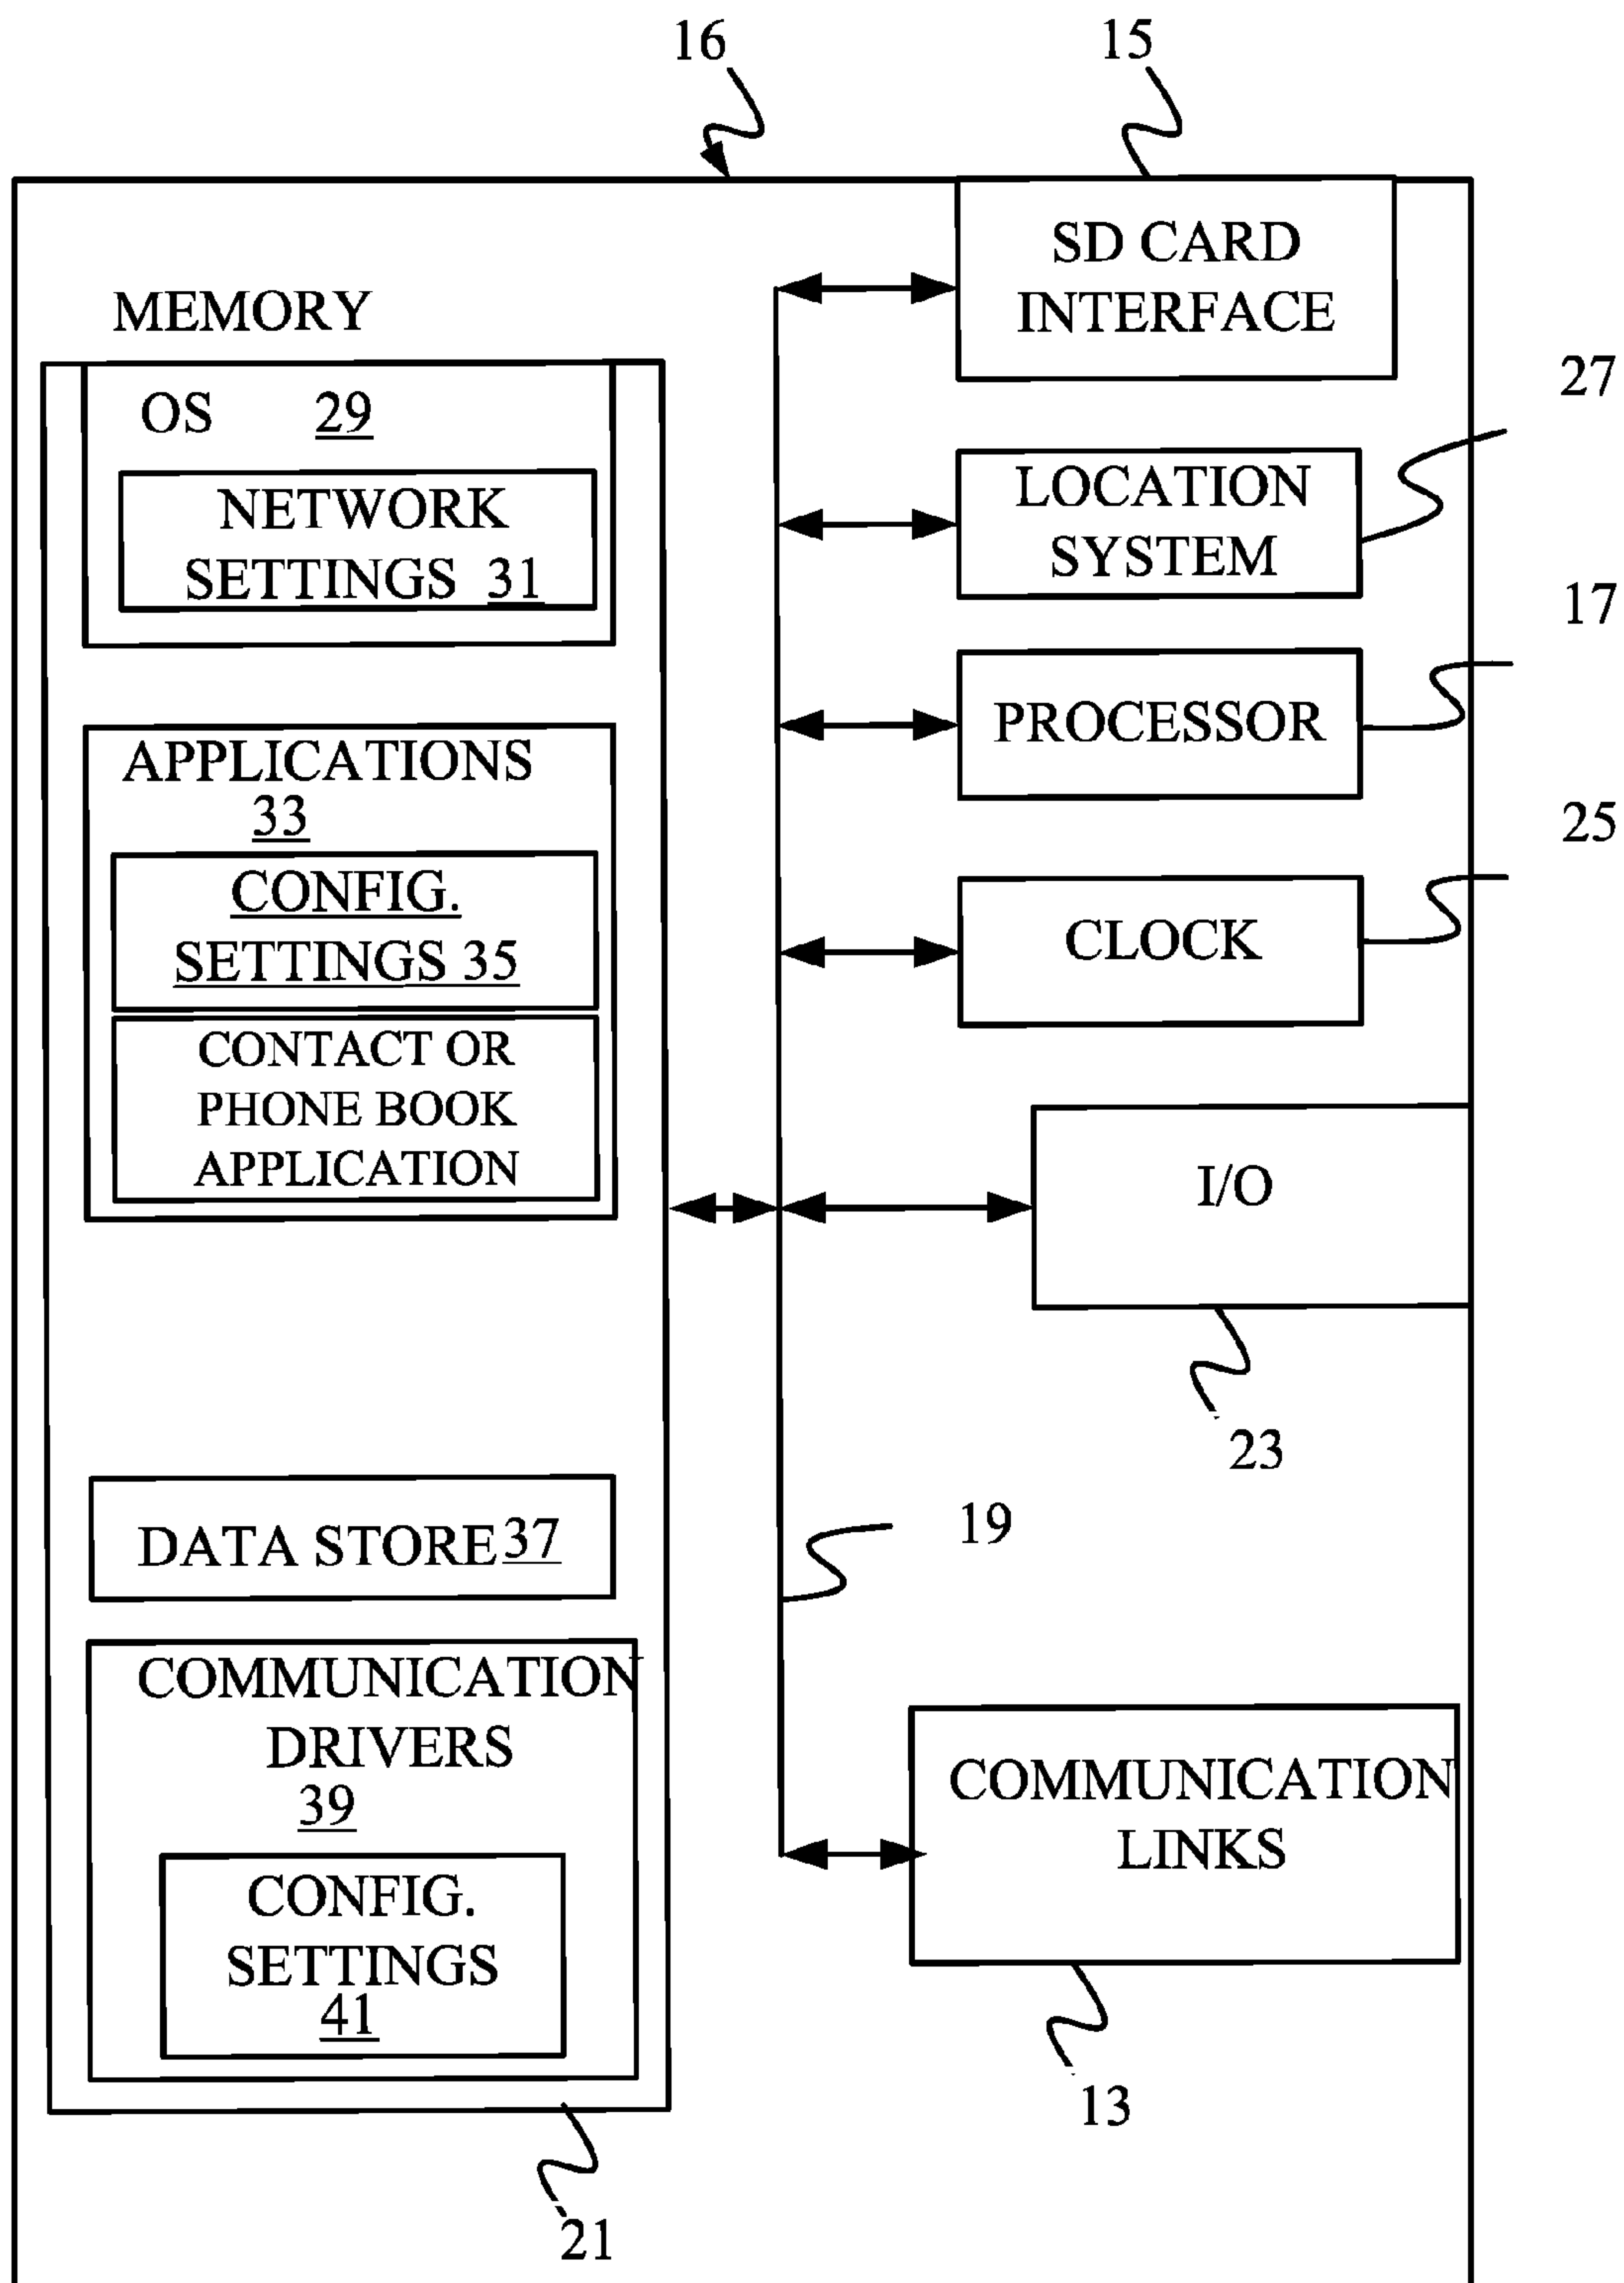 16
15
SD CARD
INTERFACE
MEMORY
OS 29
NETWORK
SETTINGS 31
27
LOCATION
SYSTEM
17
PROCESSOR
APPLICATIONS
33
CONFIG.
SETTINGS 35
CONTACT OR
PHONE BOOK
APPLICATION
25
CLOCK
I/O
23
19
DATA STORE 37
COMMUNICATION
DRIVERS
39
CONFIG.
SETTINGS
41
COMMUNICATION
LINKS
13
21